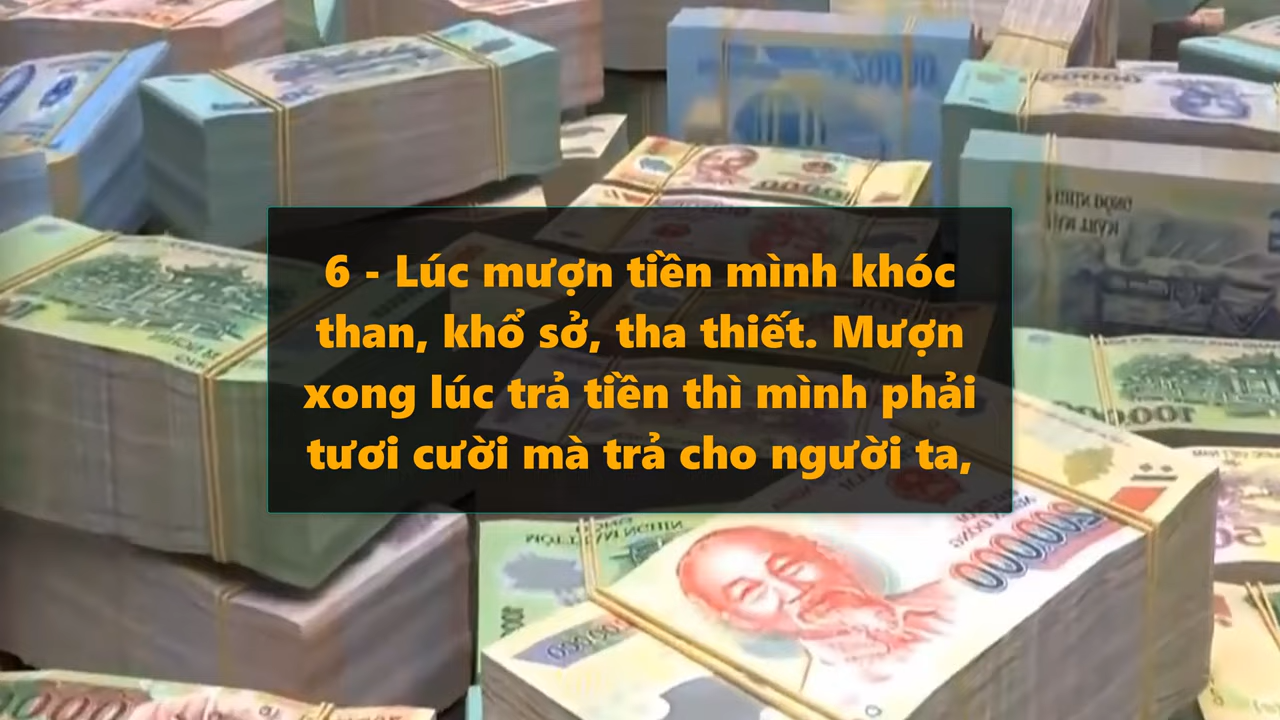 6 - Lúc mượn tiền mình khóc
than, khổ sở, tha thiết. Mượn
xong lúc trả tiền thì mình phải
tươi cười mà trả cho người ta,